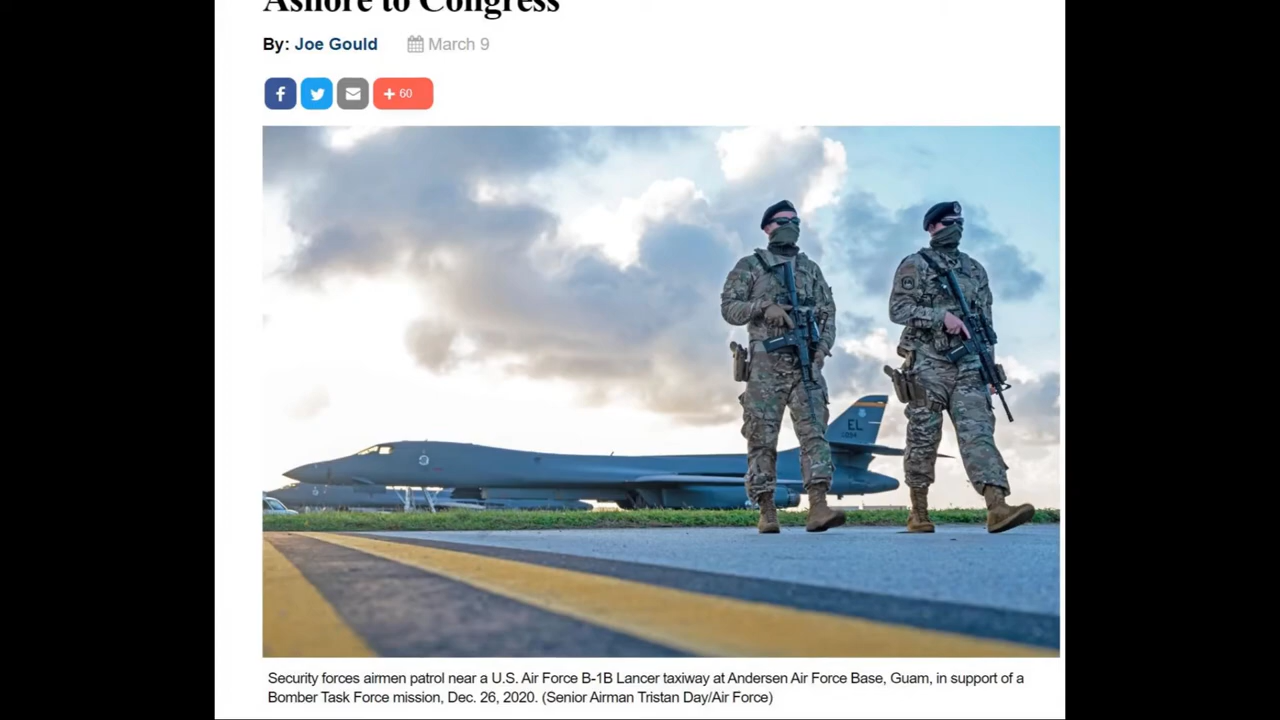 Ashore to Congress
By: Joe Gould March 9
+ 60
EL
Security forces airmen patrol near a U.S. Air Force B-1B Lancer taxiway at Andersen Air Force Base, Guam, in support of a
Bomber Task Force mission, Dec. 26, 2020. (Senior Airman Tristan Day/Air Force)